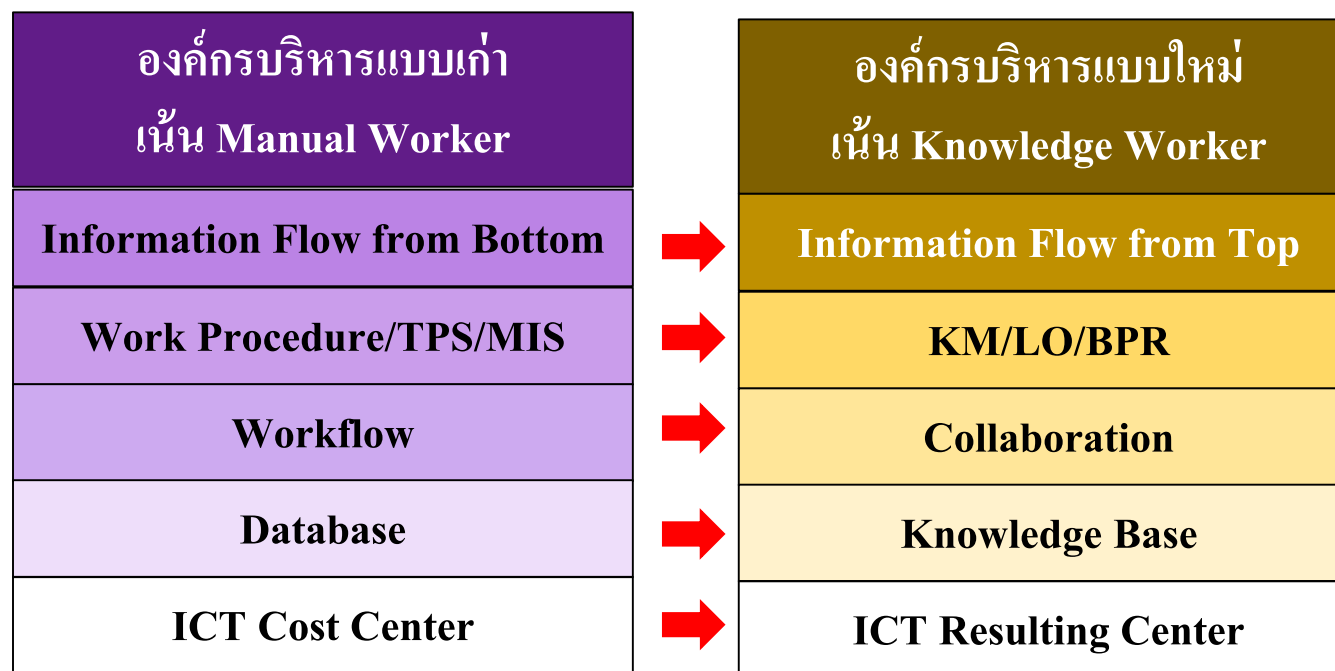 องค์กรบริหารแบบเก่า
เน้น Manual Worker
Information Flow from Bottom
Work Procedure/TPS/MIS
Workflow
Database
ICT Cost Center
องค์กรบริหารแบบใหม่
เน้น Knowledge Worker
Information Flow from Top
KM/LO/BPR
Collaboration
Knowledge Base
ICT Resulting Center